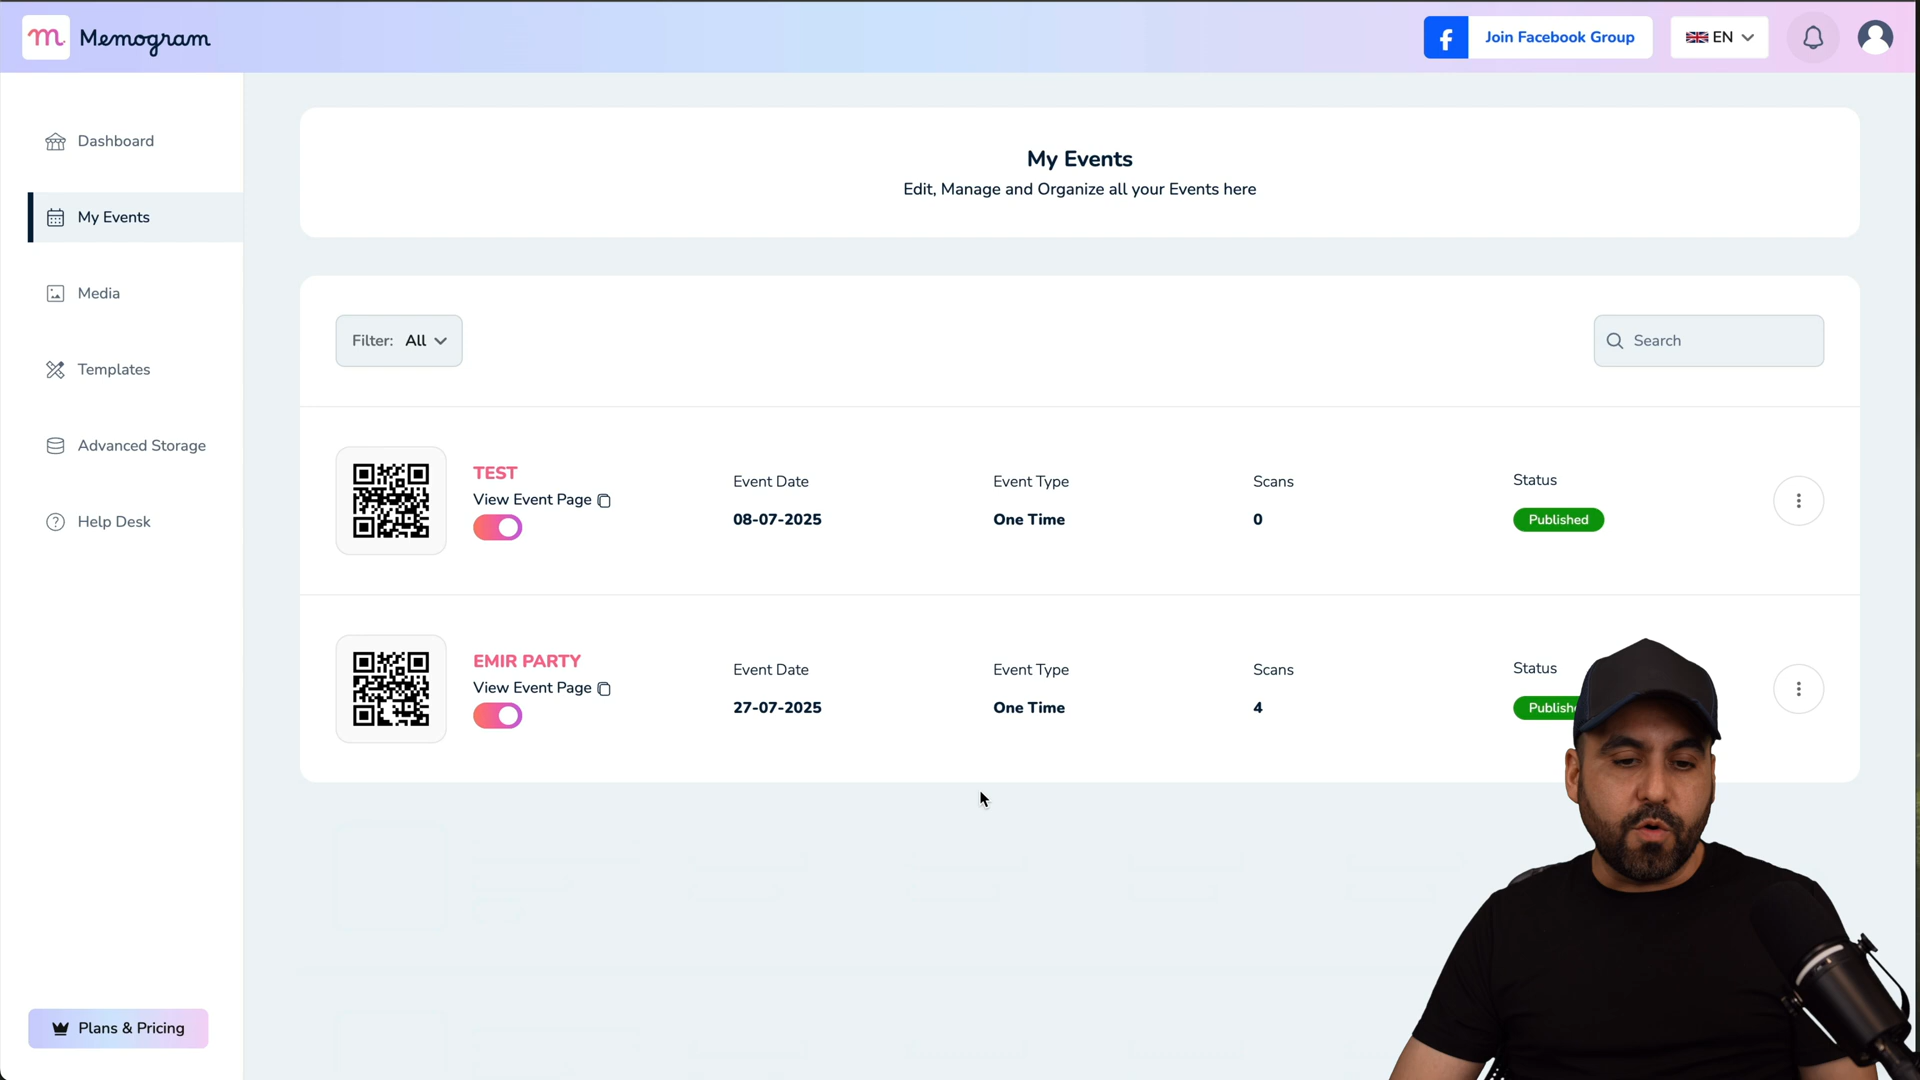 m. Memogram
Join Facebook Group
EN
Dashboard
My Events
Media
Templates
Advanced Storage
Help Desk
Plans & Pricing
My Events
Edit, Manage and Organize all your Events here
Filter: All
Search
TEST
View Event Page
Event Date
08-07-2025
Event Type
One Time
Scans
0
Status
Published
EMIR PARTY
View Event Page
Event Date
27-07-2025
Event Type
One Time
Scans
4
Status
Publish